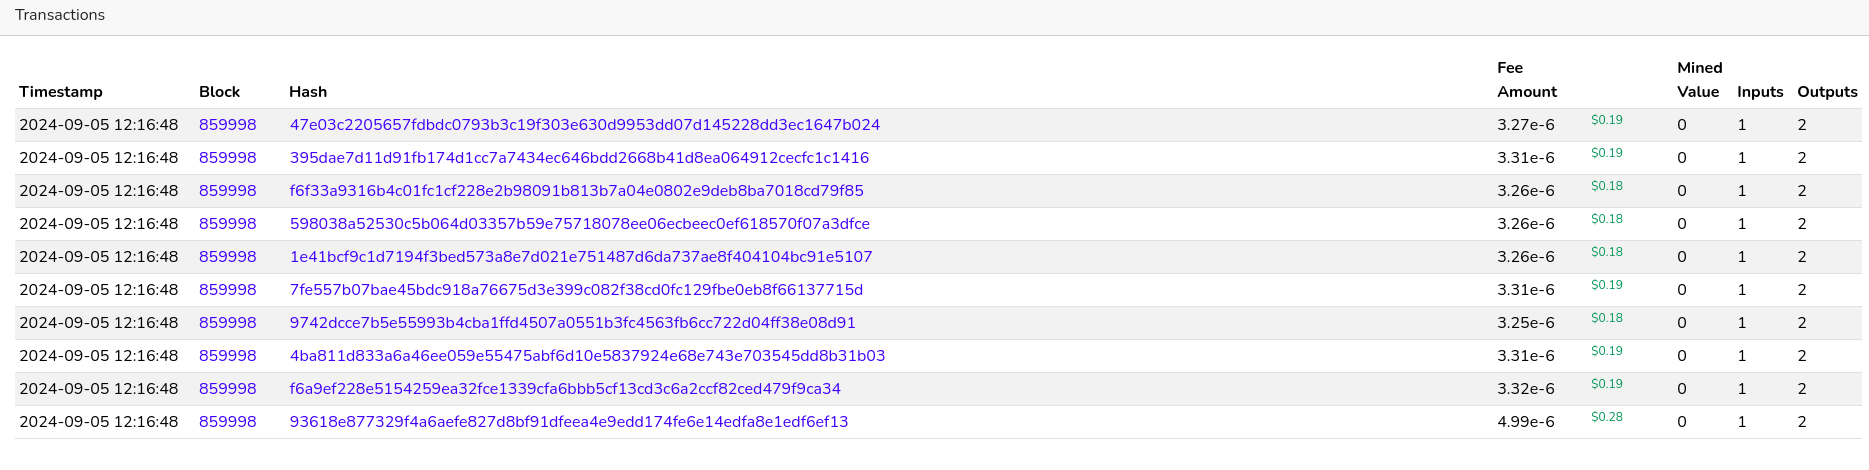 Transactions
Fee Mined
Timestamp Block Hash Amount Value Inputs Outputs
2024-09-05 12:16:48 859998 47e03c2205657fdbdc0793b3c19f303e630d9953dd07d145228dd3ec1647b024 3.27e-6 $0.19 0 1 2
2024-09-05 12:16:48 859998 395dae7d11d91fb174d1cc7a7434ec646bdd2668b41d8ea064912cecfc1c1416 3.31e-6 $0.19 0 1 2
2024-09-05 12:16:48 859998 f6f33a9316b4c01fc1cf228e2b98091b813b7a04e0802e9deb8ba7018cd79f85 3.26e-6 $0.18 0 1 2
2024-09-05 12:16:48 859998 598038a52530c5b064d03357b59e75718078ee06ecbeec0ef618570f07a3dfce 3.26e-6 $0.18 0 1 2
2024-09-05 12:16:48 859998 1e41bcf9c1d7194f3bed573a8e7d021e751487d6da737ae8f404104bc91e5107 3.26e-6 $0.18 0 1 2
2024-09-05 12:16:48 859998 7fe557b07bae45bdc918a76675d3e399c082f38cd0fc129fbe0eb8f66137715d 3.31e-6 $0.19 0 1 2
2024-09-05 12:16:48 859998 9742dcce7b5e55993b4cba1ffd4507a0551b3fc4563fb6cc722d04ff38e08d91 3.25e-6 $0.18 0 1 2
2024-09-05 12:16:48 859998 4ba811d833a6a46ee059e55475abf6d10e5837924e68e743e703545dd8b31b03 3.31e-6 $0.19 0 1 2
2024-09-05 12:16:48 859998 f6a9ef228e5154259ea32fce1339cfa6bbb5cf13cd3c6a2ccf82ced479f9ca34 3.32e-6 $0.19 0 1 2
2024-09-05 12:16:48 859998 93618e877329f4a6aefe827d8bf91dfeea4e9edd174fe6e14edfa8e1edf6ef13 4.99e-6 $0.28 0 1 2